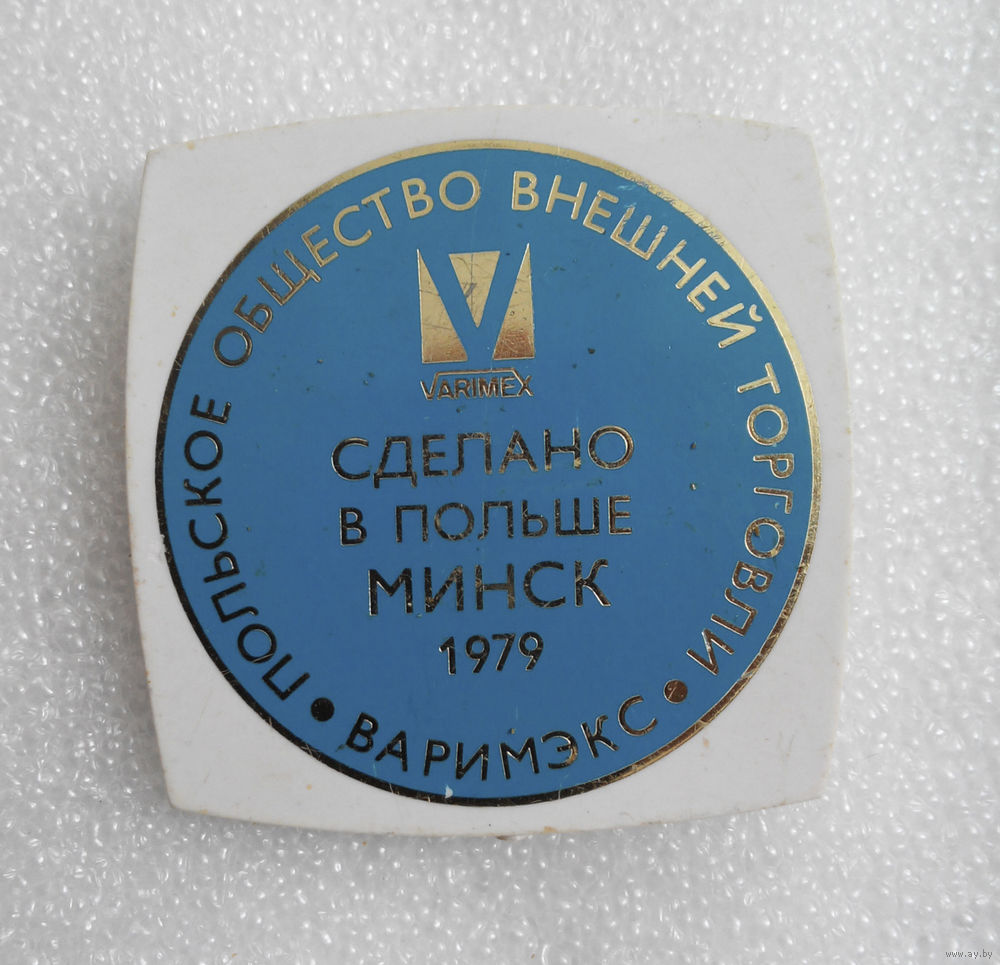 ПОЛЬСКОЕ ОБЩЕСТВО ВНЕШНЕЙ ТОРГОВЛИ
VARIMEX
СДЕЛАНО
В ПОЛЬШЕ
МИНСК
1979
• ВАРИМЭКС •
www.ay.by